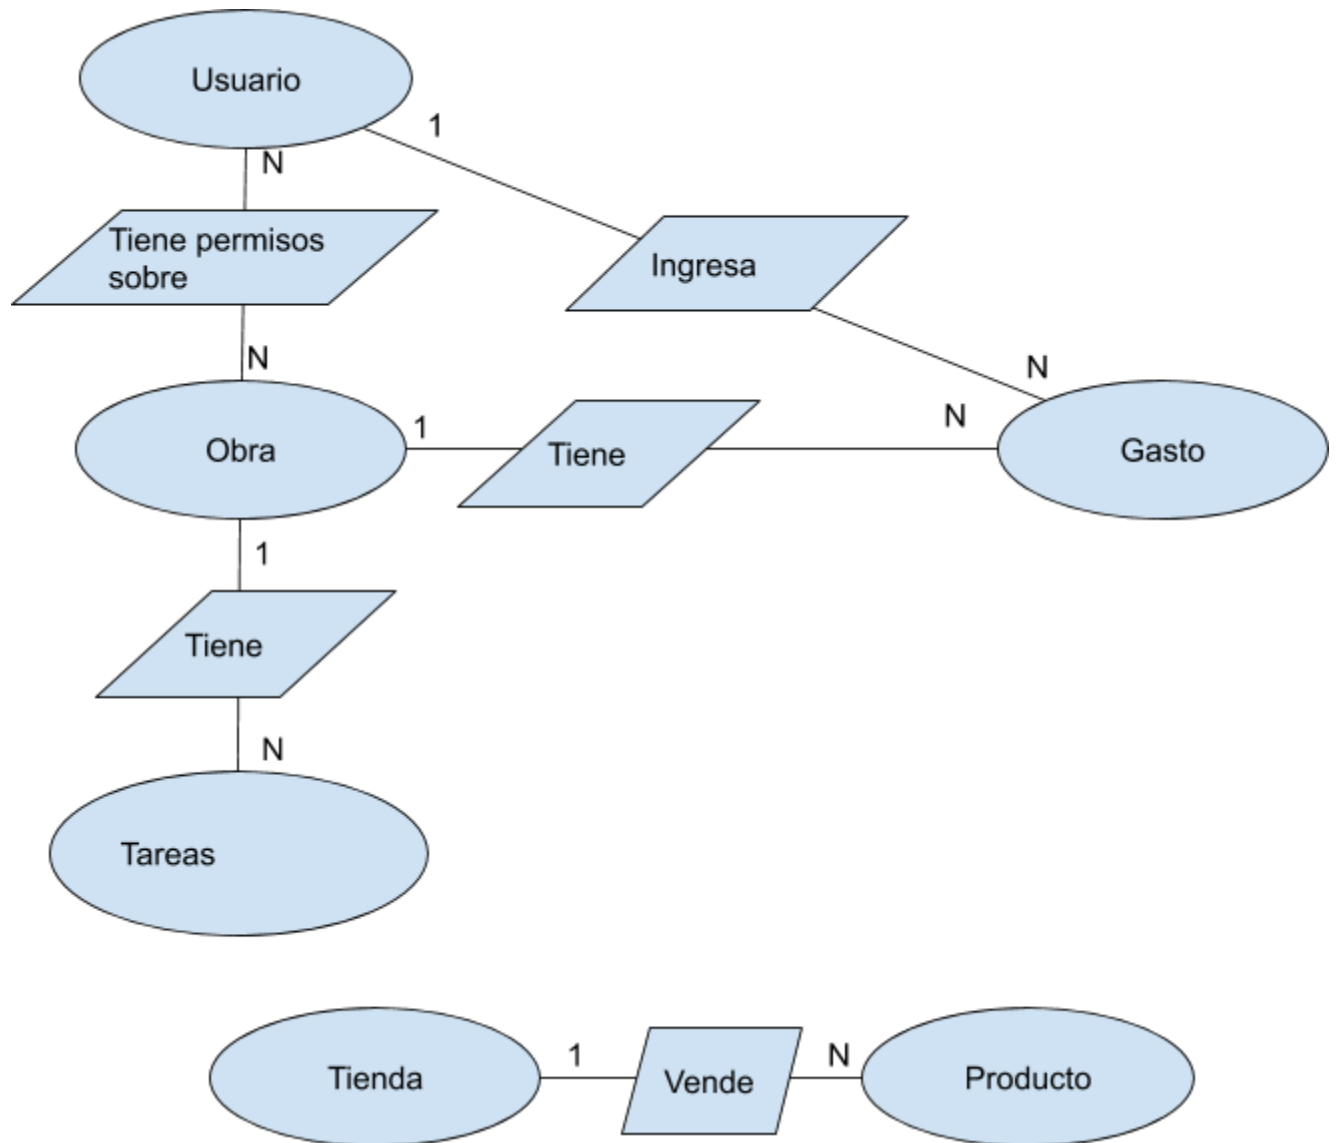 Usuario
1
N
Tiene permisos
sobre
Ingresa
N
N
Obra
1
Tiene
N
Gasto
1
Tiene
N
Tareas
Tienda
1
Vende
N
Producto